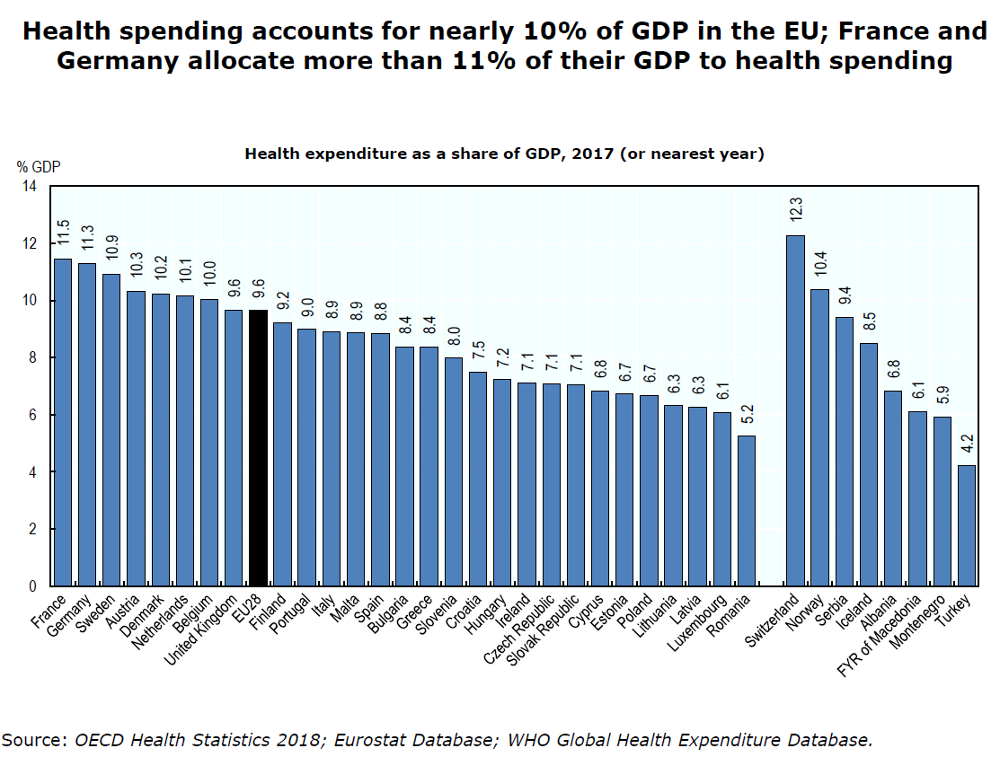 Health spending accounts for nearly 10% of GDP in the EU; France and
Germany allocate more than 11% of their GDP to health spending
Health expenditure as a share of GDP, 2017 (or nearest year)
% GDP
14
12
10
8
6
4
2
0
11.5
11.3
10.9
10.3
10.2
10.1
10.0
9.6
9.6
9.2
9.0
8.9
8.9
8.8
8.4
8.4
8.0
7.5
7.2
7.1
7.1
7.1
6.8
6.7
6.7
6.3
6.3
6.1
5.2
12.3
10.4
9.4
8.5
6.8
6.1
5.9
4.2
France
Germany
Sweden
Austria
Denmark
Netherlands
Belgium
United Kingdom
EU28
Finland
Portugal
Italy
Malta
Spain
Bulgaria
Greece
Slovenia
Croatia
Hungary
Ireland
Czech Republic
Slovak Republic
Cyprus
Estonia
Poland
Lithuania
Latvia
Luxembourg
Romania
Switzerland
Norway
Serbia
Iceland
Albania
FYR of Macedonia
Montenegro
Turkey
Source: OECD Health Statistics 2018; Eurostat Database; WHO Global Health Expenditure Database.